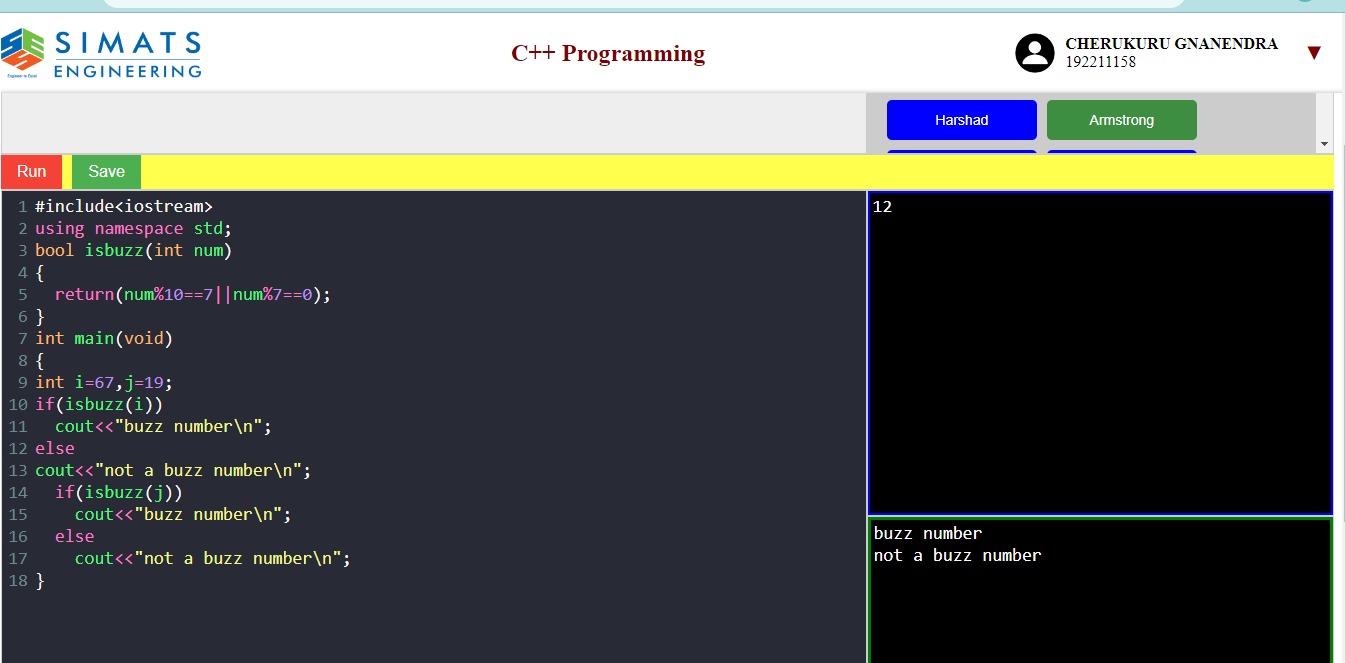 SIMATS
ENGINEERING
Engineer to Excel
C++ Programming
CHERUKURU GNANENDRA
192211158
▼
Harshad
Armstrong
Run
Save
1 #include<iostream>
2 using namespace std;
3 bool isbuzz(int num)
4 {
5   return(num%10==7||num%7==0);
6 }
7 int main(void)
8 {
9 int i=67,j=19;
10 if(isbuzz(i))
11   cout<<"buzz number\n";
12 else
13 cout<<"not a buzz number\n";
14   if(isbuzz(j))
15     cout<<"buzz number\n";
16   else
17     cout<<"not a buzz number\n";
18 }
12
buzz number
not a buzz number